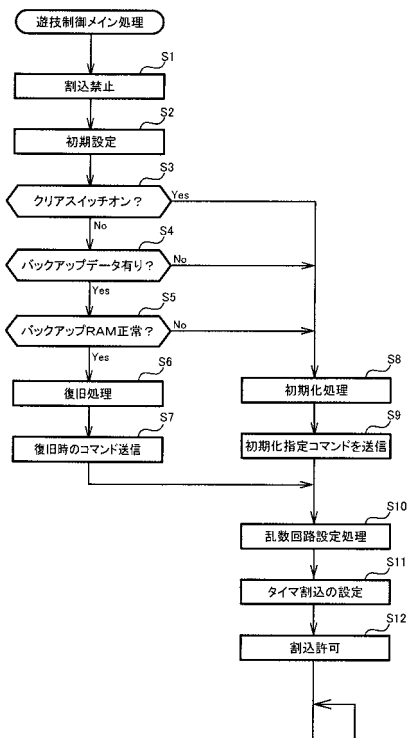 遊技制御メイン処理
S1
割込禁止
S2
初期設定
S3
クリアスイッチオン？
Yes
No
S4
バックアップデータ有り？
No
Yes
S5
バックアップRAM正常？
No
Yes
S6
復旧処理
S7
復旧時のコマンド送信
S8
初期化処理
S9
初期化指定コマンドを送信
S10
乱数回路設定処理
S11
タイマ割込の設定
S12
割込許可